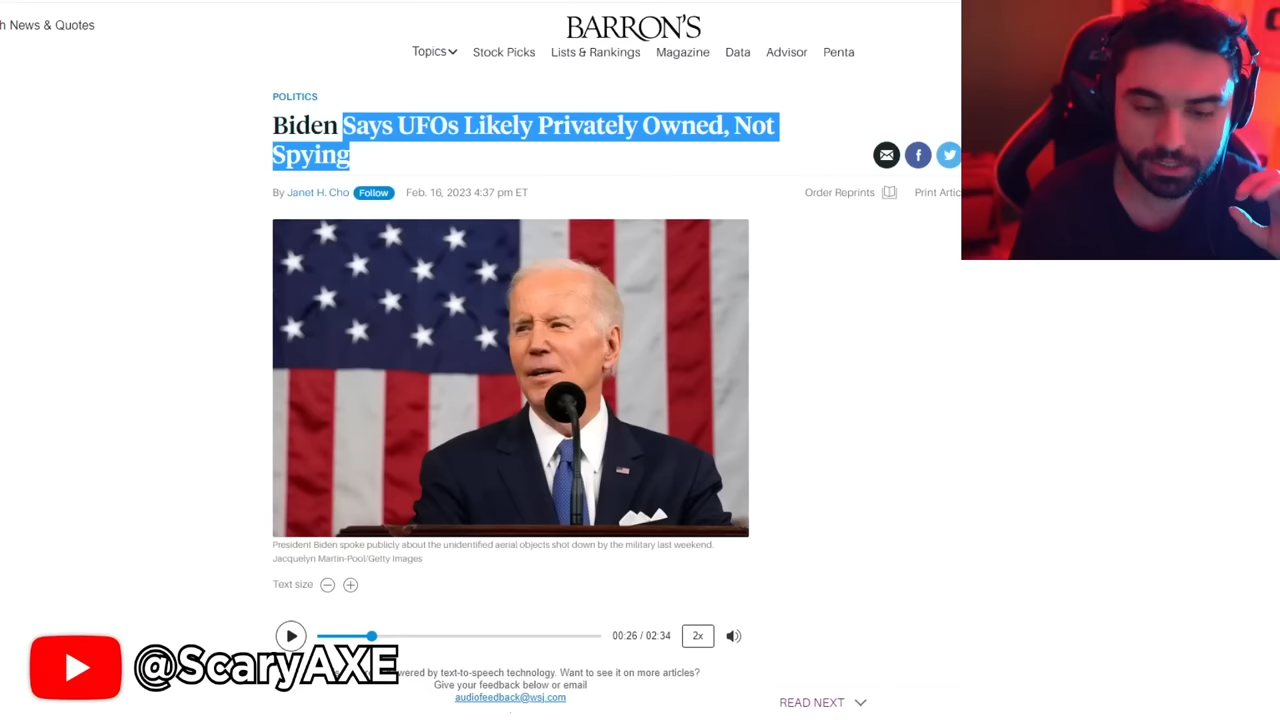 h News & Quotes
BARRON'S
Topics Stock Picks Lists & Rankings Magazine Data Advisor Penta
POLITICS
Biden Says UFOs Likely Privately Owned, Not
Spying
By Janet H. Cho Follow Feb. 16, 2023 4:37 pm ET
Order Reprints Print Artic
President Biden spoke publicly about the unidentified aerial objects shot down by the military last weekend.
Jacquelyn Martin-Pool/Getty Images
Text size
00:26 / 02:34 2x
@ScaryAXE
wered by text-to-speech technology. Want to see it on more articles?
Give your feedback below or email
audiofeedback@wsj.com
READ NEXT